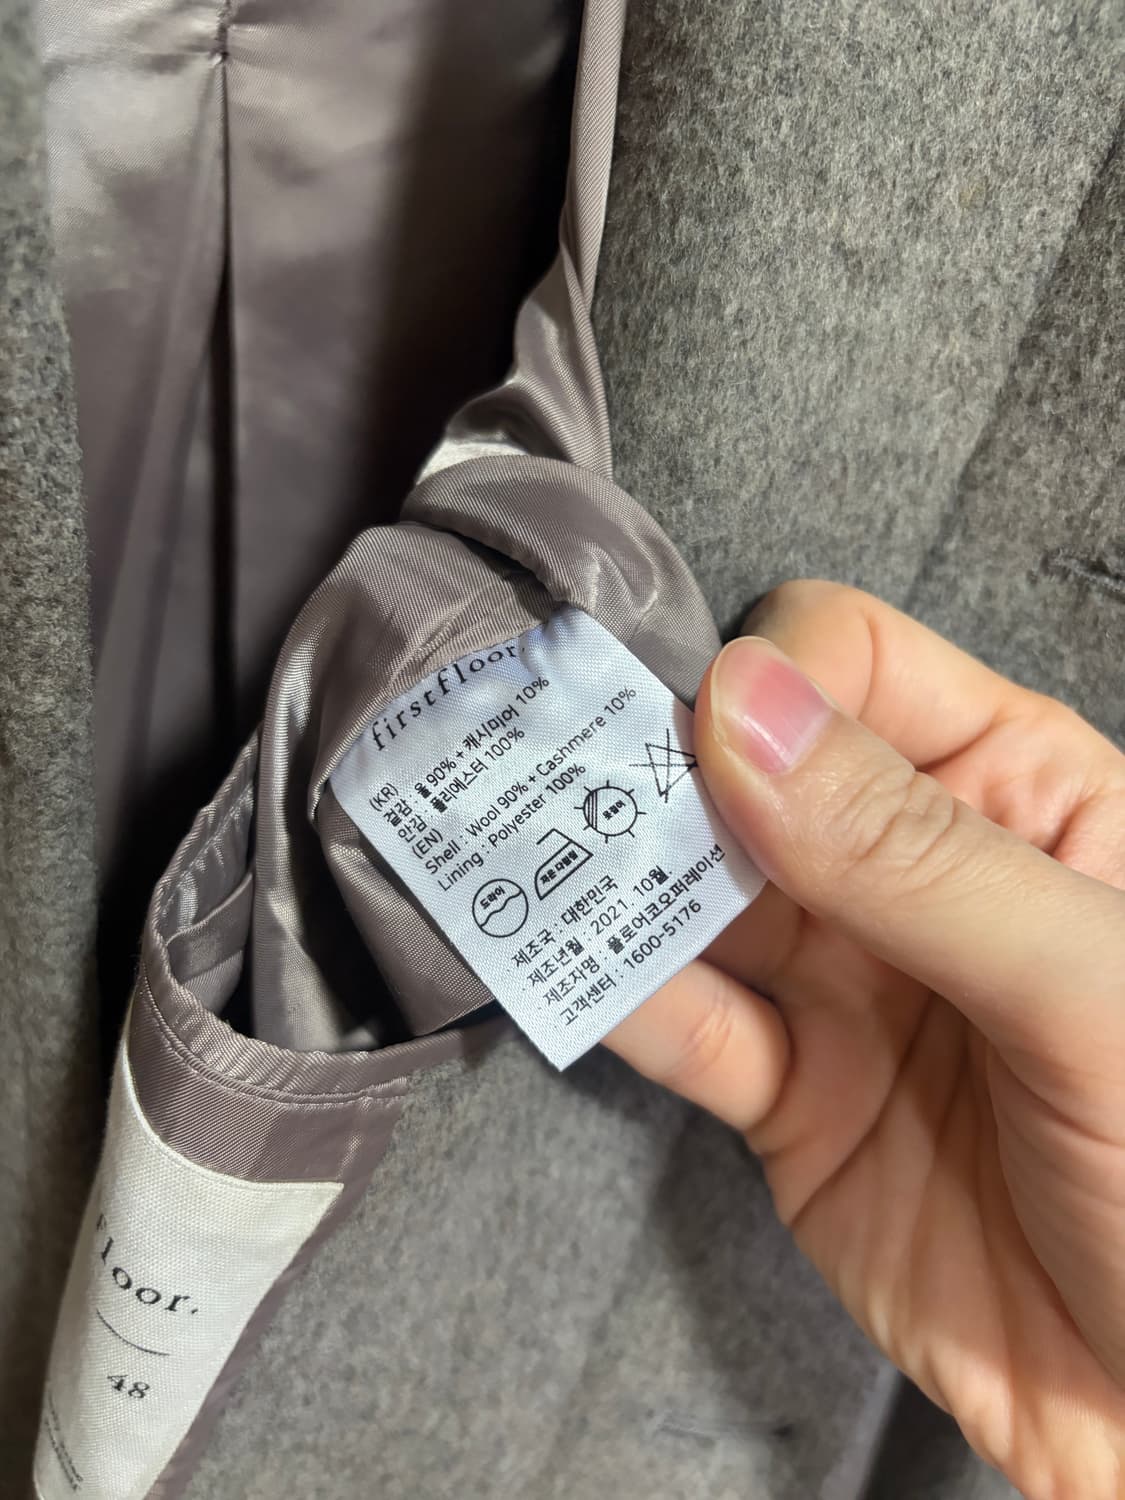 firstfloor.
(KR)
겉감 : 울 90% + 캐시미어 10%
안감 : 폴리에스터 100%
(EN)
Shell : Wool 90% + Cashmere 10%
Lining : Polyester 100%
드라이
옷걸이
· 제조국 : 대한민국
· 제조년월 : 2021. 10월
· 제조자명 : 플로어코오퍼레이션
· 고객센터 : 1600-5176
floor.
48